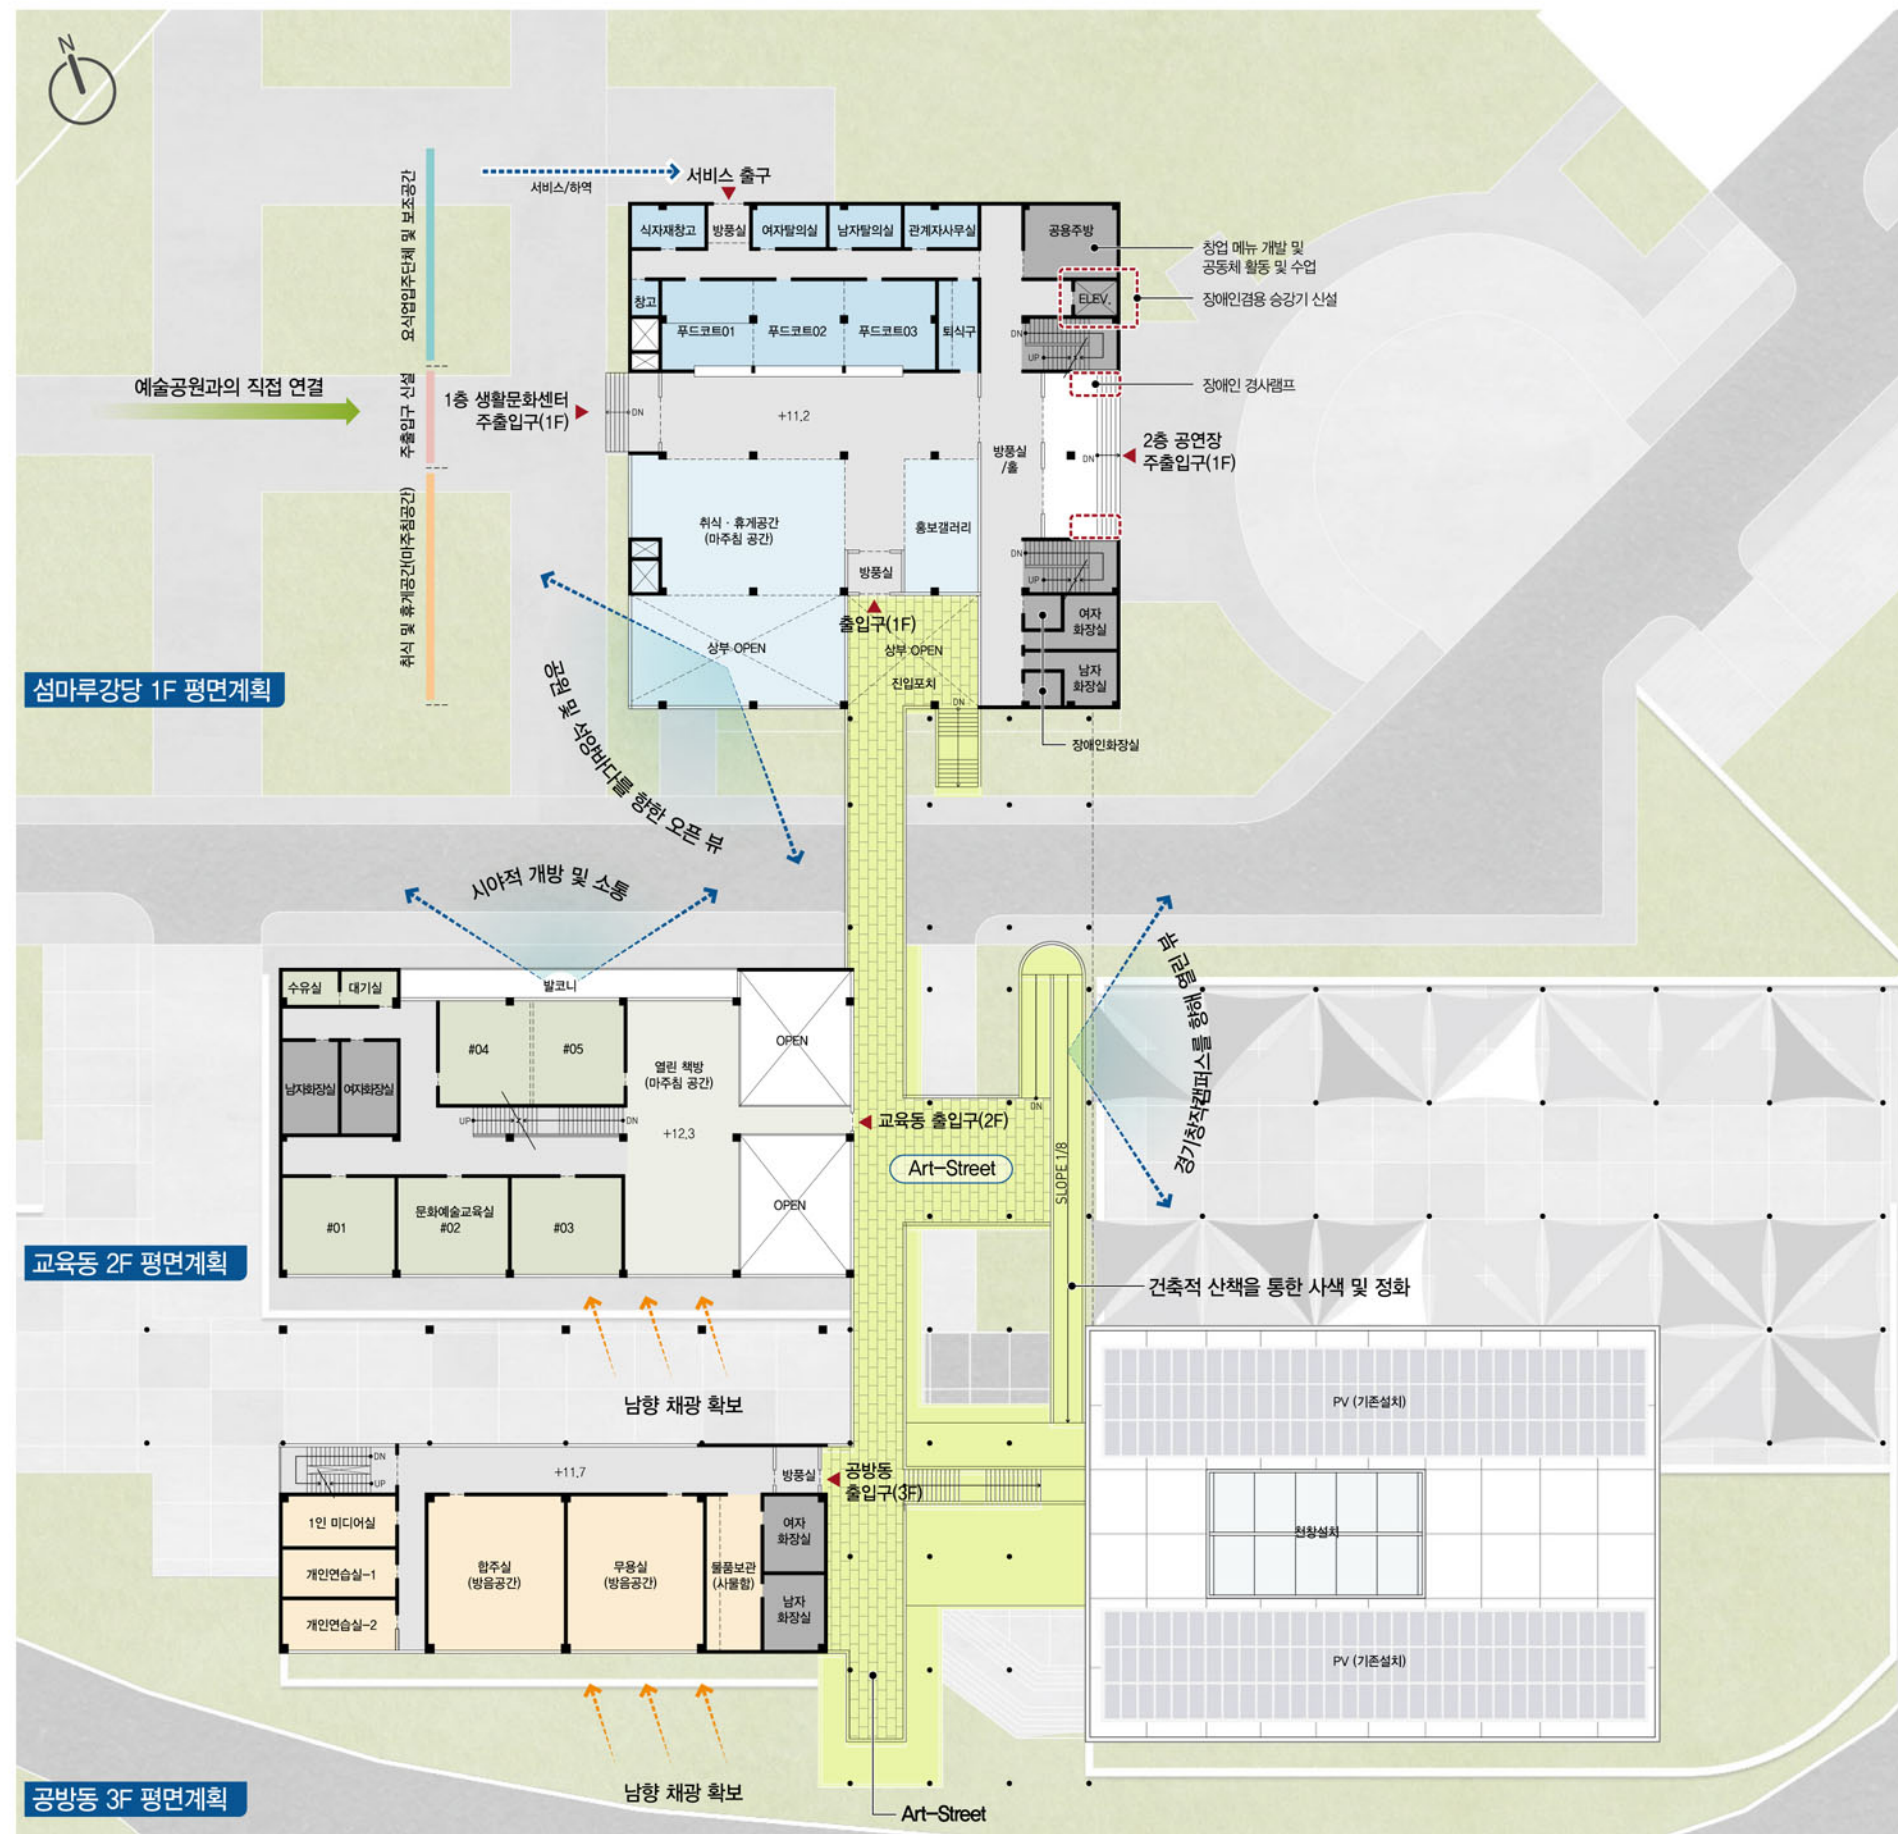 N
요식업입주단체 및 보조공간
주출입구 신설
취식 및 휴게공간(마주침공간)
서비스/하역
서비스 출구
식자재창고
방풍실
여자탈의실
남자탈의실
관계자사무실
공용주방
창업 메뉴 개발 및
공동체 활동 및 수업
창고
푸드코트01
푸드코트02
푸드코트03
퇴식구
ELEV.
장애인겸용 승강기 신설
DN
UP
예술공원과의 직접 연결
1층 생활문화센터
주출입구(1F)
DN
+11.2
장애인 경사램프
방풍실
/홀
DN
2층 공연장
주출입구(1F)
취식 · 휴게공간
(마주침 공간)
홍보갤러리
방풍실
DN
UP
출입구(1F)
여자
화장실
상부 OPEN
상부 OPEN
진입포치
남자
화장실
DN
장애인화장실
섬마루강당 1F 평면계획
공원 및 석양바다를 향한 오픈 뷰
시야적 개방 및 소통
경기창작캠퍼스를 향해 열린 뷰
수유실
대기실
발코니
#04
#05
OPEN
열린 책방
(마주침 공간)
남자화장실
여자화장실
UP
DN
+12.3
교육동 출입구(2F)
DN
Art-Street
SLOPE 1/8
#01
문화예술교육실
#02
#03
OPEN
교육동 2F 평면계획
건축적 산책을 통한 사색 및 정화
남향 채광 확보
PV (기존설치)
DN
UP
+11.7
방풍실
공방동
출입구(3F)
1인 미디어실
개인연습실-1
개인연습실-2
합주실
(방음공간)
무용실
(방음공간)
물품보관
(사물함)
여자
화장실
남자
화장실
천창설치
PV (기존설치)
남향 채광 확보
공방동 3F 평면계획
Art-Street